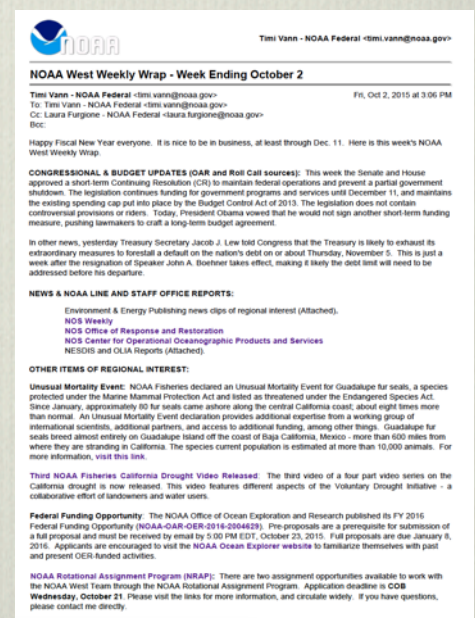 NOAA
Timi Vann - NOAA Federal <timi.vann@noaa.gov>
NOAA West Weekly Wrap - Week Ending October 2
Timi Vann - NOAA Federal <timi.vann@noaa.gov> Fri, Oct 2, 2015 at 3:06 PM
To: Timi Vann - NOAA Federal <timi.vann@noaa.gov>
Cc: Laura Furgione - NOAA Federal <laura.furgione@noaa.gov>
Bcc:
Happy Fiscal New Year everyone. It is nice to be in business, at least through Dec. 11. Here is this week's NOAA
West Weekly Wrap.
CONGRESSIONAL & BUDGET UPDATES (OAR and Roll Call sources): This week the Senate and House
approved a short-term Continuing Resolution (CR) to maintain federal operations and prevent a partial government
shutdown. The legislation continues funding for government programs and services until December 11, and maintains
the existing spending cap put into place by the Budget Control Act of 2013. The legislation does not contain
controversial provisions or riders. Today, President Obama vowed that he would not sign another short-term funding
measure, pushing lawmakers to craft a long-term budget agreement.
In other news, yesterday Treasury Secretary Jacob J. Lew told Congress that the Treasury is likely to exhaust its
extraordinary measures to forestall a default on the nation's debt on or about Thursday, November 5. This is just a
week after the resignation of Speaker John A. Boehner takes effect, making it likely the debt limit will need to be
addressed before his departure.
NEWS & NOAA LINE AND STAFF OFFICE REPORTS:
Environment & Energy Publishing news clips of regional interest (Attached).
NOS Weekly
NOS Office of Response and Restoration
NOS Center for Operational Oceanographic Products and Services
NESDIS and OLIA Reports (Attached).
OTHER ITEMS OF REGIONAL INTEREST:
Unusual Mortality Event: NOAA Fisheries declared an Unusual Mortality Event for Guadalupe fur seals, a species
protected under the Marine Mammal Protection Act and listed as threatened under the Endangered Species Act.
Since January, approximately 80 fur seals came ashore along the central California coast; about eight times more
than normal. An Unusual Mortality Event declaration provides additional expertise from a working group of
international scientists, additional partners, and access to additional funding, among other things. Guadalupe fur
seals breed almost entirely on Guadalupe Island off the coast of Baja California, Mexico - more than 600 miles from
where they are stranding in California. The species current population is estimated at more than 10,000 animals. For
more information, visit this link.
Third NOAA Fisheries California Drought Video Released: The third video of a four part video series on the
California drought is now released. This video features different aspects of the Voluntary Drought Initiative - a
collaborative effort of landowners and water users.
Federal Funding Opportunity: The NOAA Office of Ocean Exploration and Research published its FY 2016
Federal Funding Opportunity (NOAA-OAR-OER-2016-2004629). Pre-proposals are a prerequisite for submission of
a full proposal and must be received by email by 5:00 PM EDT, October 23, 2015. Full proposals are due January 8,
2016. Applicants are encouraged to visit the NOAA Ocean Explorer website to familiarize themselves with past
and present OER-funded activities.
NOAA Rotational Assignment Program (NRAP): There are two assignment opportunities available to work with
the NOAA West Team through the NOAA Rotational Assignment Program. Application deadline is COB
Wednesday, October 21. Please visit the links for more information, and circulate widely. If you have questions,
please contact me directly.